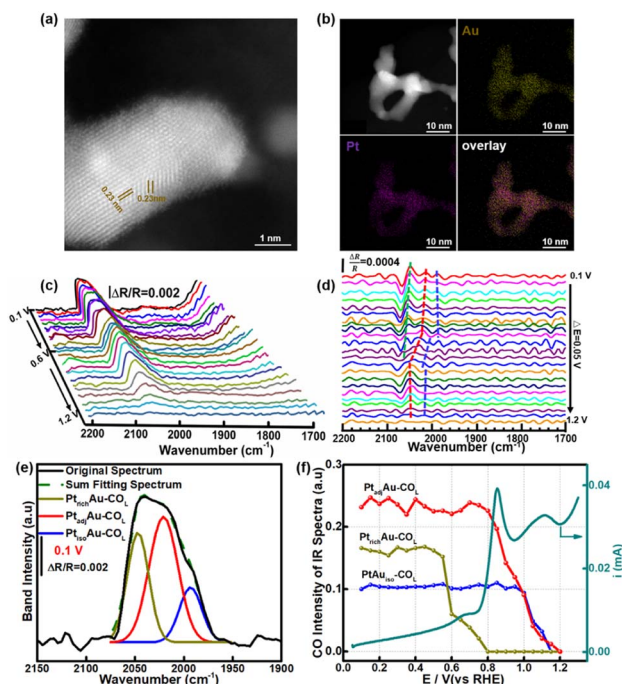 (a)
0.23 nm
0.23nm
1 nm
(b)
Au
10 nm
10 nm
Pt
overlay
10 nm
10 nm
(c)
ΔR/R=0.002
0.1 V
0.6 V
1.2 V
2200 2100 2000 1900 1800 1700
Wavenumber (cm⁻¹)
ΔR/R=0.0004
(d)
0.1 V
△E=0.05 V
1.2 V
2200 2100 2000 1900 1800 1700
Wavenumber (cm⁻¹)
(e)
Original Spectrum
Sum Fitting Spectrum
Pt_rich Au-CO_L
Pt_adj Au-CO_L
Pt_iso Au-CO_L
0.1 V
ΔR/R=0.002
Band Intensity (a.u)
2150 2100 2050 2000 1950 1900
Wavenumber (cm⁻¹)
(f)
CO Intensity of IR Spectra (a.u)
0.3
0.2
0.1
0.0
Pt_adj Au-CO_L
Pt_rich Au-CO_L
PtAu_iso-CO_L
0.04
0.02
0.00
i (mA)
0.0 0.2 0.4 0.6 0.8 1.0 1.2
E / V(vs RHE)